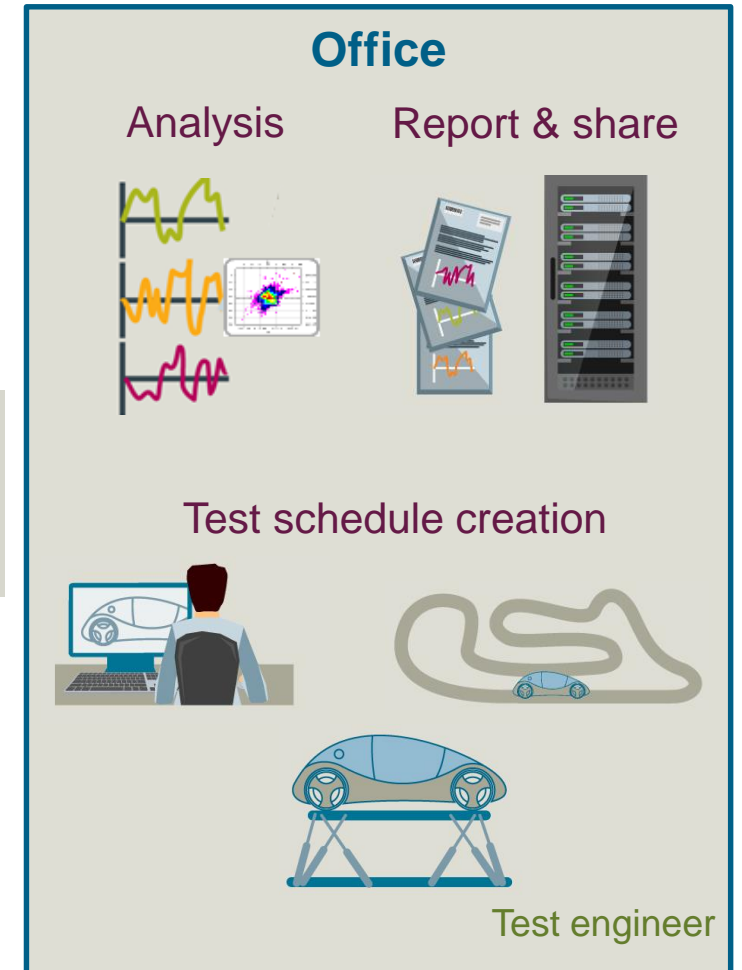 Office
Analysis
Report & share
Test schedule creation
Test engineer